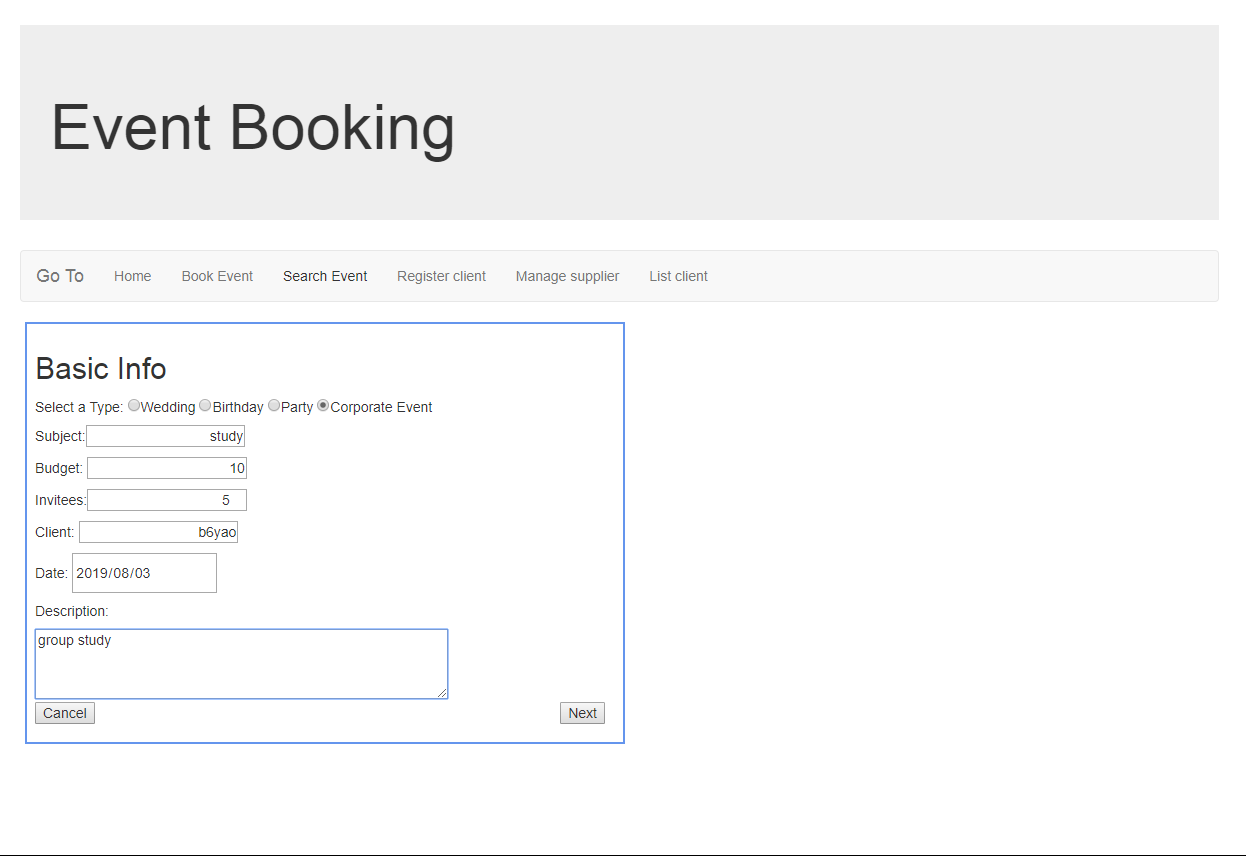 Event Booking
Go To Home Book Event Search Event Register client Manage supplier List client
Basic Info
Select a Type: Wedding Birthday Party Corporate Event
Subject: study
Budget: 10
Invitees: 5
Client: b6yao
Date: 2019/08/03
Description:
group study
Cancel Next